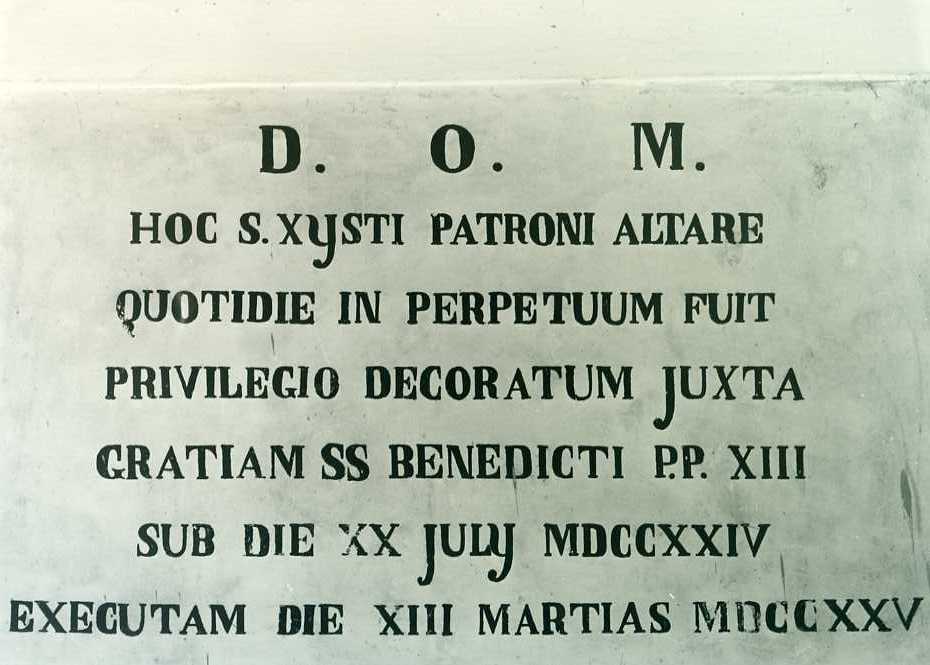 D. O. M.
HOC S. XYSTI PATRONI ALTARE
QUOTIDIE IN PERPETUUM FUIT
PRIVILEGIO DECORATUM JUXTA
GRATIAM SS BENEDICTI P.P. XIII
SUB DIE XX JULY MDCCXXIV
EXECUTAM DIE XIII MARTIAS MDCCXXV